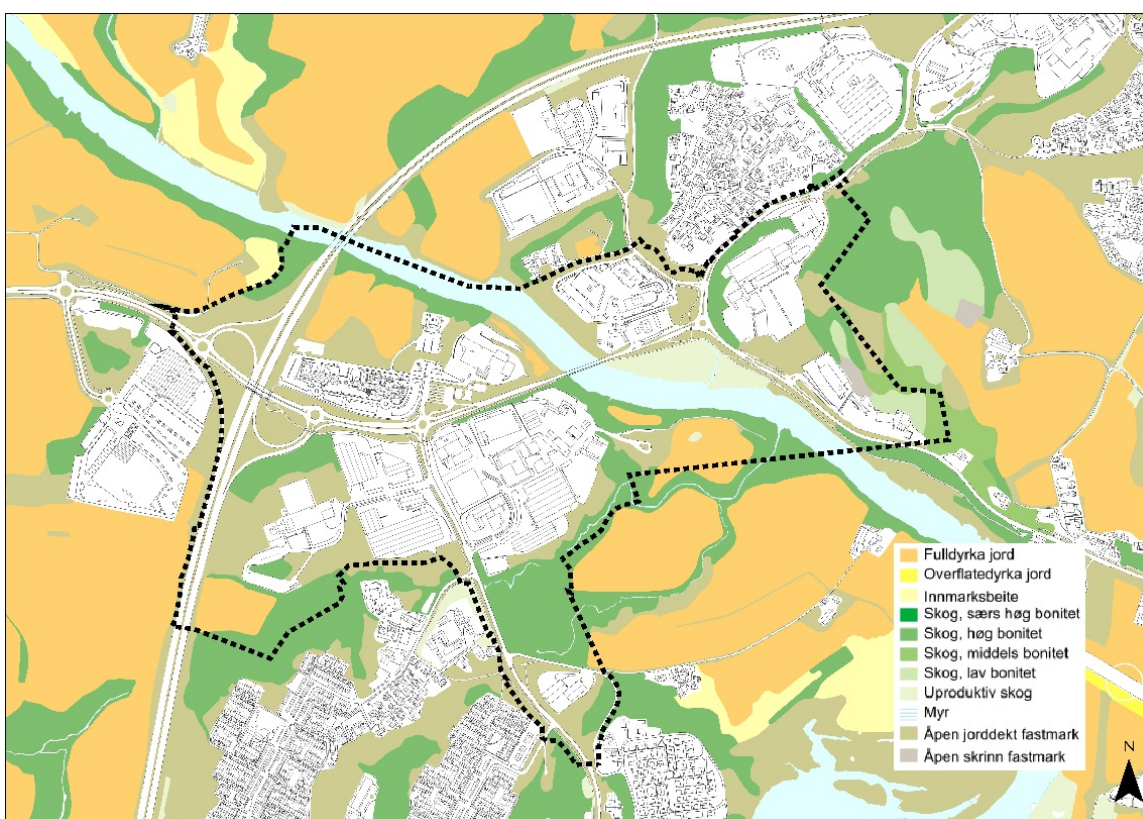 Fulldyrka jord
Overflatedyrka jord
Innmarksbeite
Skog, særs høg bonitet
Skog, høg bonitet
Skog, middels bonitet
Skog, lav bonitet
Uproduktiv skog
Myr
Åpen jorddekt fastmark
Åpen skrinn fastmark
N